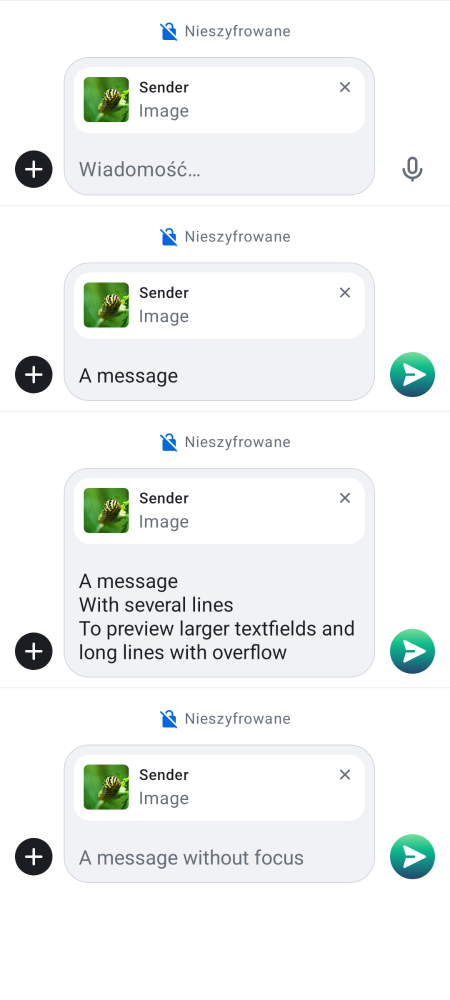 Nieszyfrowane
Sender
Image
Wiadomość…
Nieszyfrowane
Sender
Image
A message
Nieszyfrowane
Sender
Image
A message
With several lines
To preview larger textfields and
long lines with overflow
Nieszyfrowane
Sender
Image
A message without focus